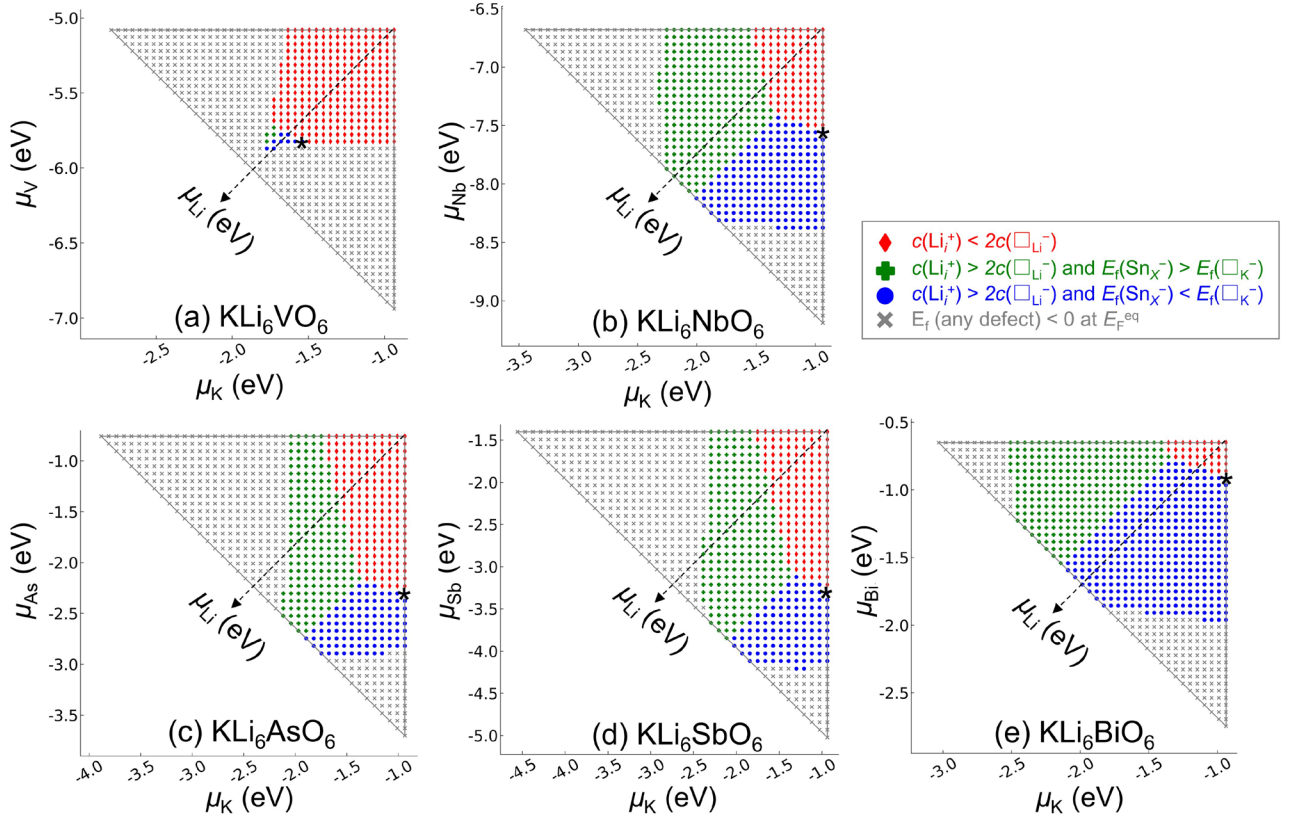 -5.0
-5.5
-6.0
-6.5
-7.0
μV (eV)
μLi (eV)
(a) KLi6VO6
-2.5
-2.0
-1.5
-1.0
μK (eV)
-6.5
-7.0
-7.5
-8.0
-8.5
-9.0
μNb (eV)
*
μLi (eV)
(b) KLi6NbO6
-3.5
-3.0
-2.5
-2.0
-1.5
-1.0
μK (eV)
c(Lii+) < 2c(□Li−)
c(Lii+) > 2c(□Li−) and Ef(SnX−) > Ef(□K−)
c(Lii+) > 2c(□Li−) and Ef(SnX−) < Ef(□K−)
Ef (any defect) < 0 at EFeq
-1.0
-1.5
-2.0
-2.5
-3.0
-3.5
μAs (eV)
*
μLi (eV)
(c) KLi6AsO6
-4.0
-3.5
-3.0
-2.5
-2.0
-1.5
-1.0
μK (eV)
-1.5
-2.0
-2.5
-3.0
-3.5
-4.0
-4.5
-5.0
μSb (eV)
*
μLi (eV)
(d) KLi6SbO6
-4.5
-4.0
-3.5
-3.0
-2.5
-2.0
-1.5
-1.0
μK (eV)
-0.5
-1.0
-1.5
-2.0
-2.5
μBi (eV)
*
μLi (eV)
(e) KLi6BiO6
-3.0
-2.5
-2.0
-1.5
-1.0
μK (eV)